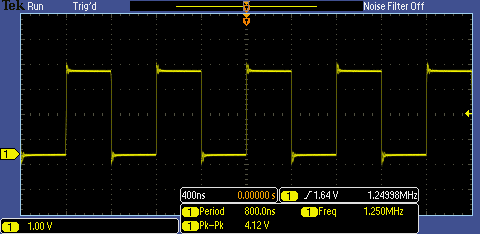 Tek Run Trig'd Noise Filter Off
T
1
400ns 0.00000 s 1 1.64 V 1.24998MHz
1 Period 800.0ns 1 Freq 1.250MHz
1 1.00 V 1 Pk-Pk 4.12 V